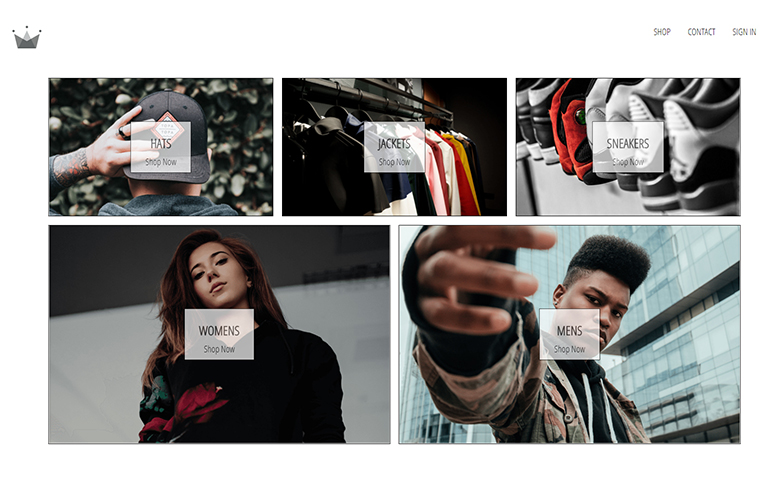 SHOP CONTACT SIGN IN
HATS
Shop Now
JACKETS
Shop Now
SNEAKERS
Shop Now
WOMENS
Shop Now
MENS
Shop Now